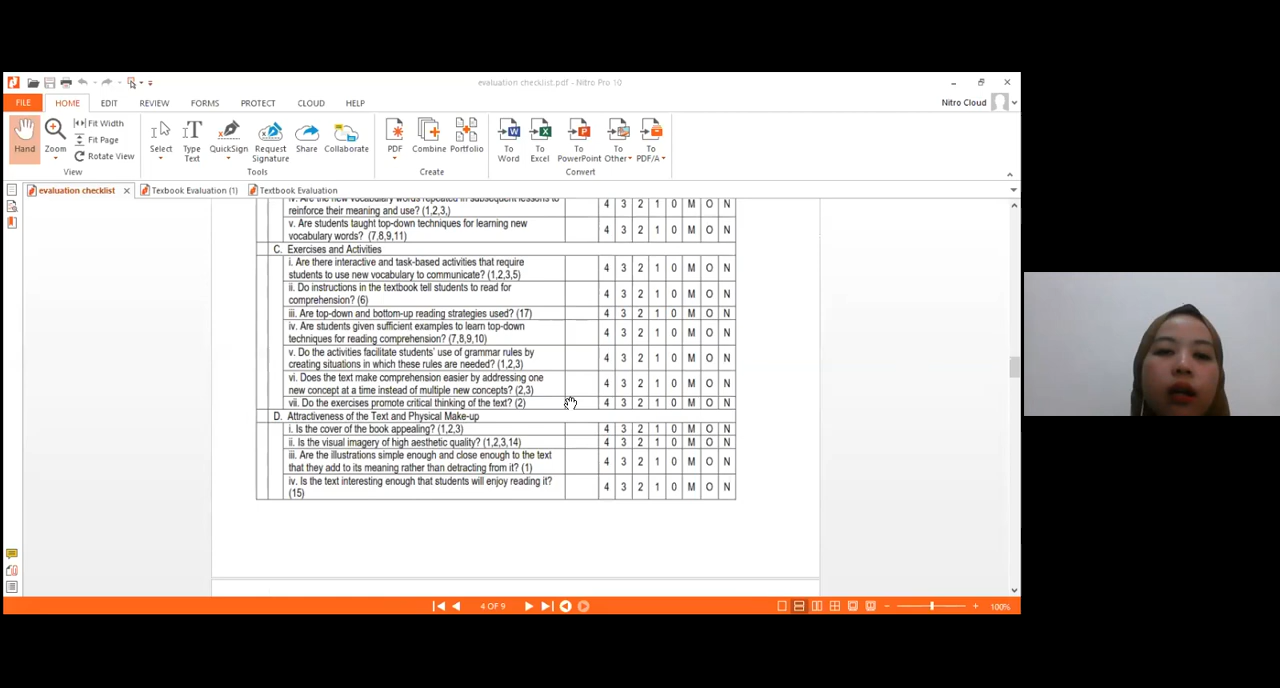 evaluation checklist.pdf - Nitro Pro 10
FILE HOME EDIT REVIEW FORMS PROTECT CLOUD HELP
Nitro Cloud
Hand
Zoom
Fit Width
Fit Page
Rotate View
View
Select
Type Text
QuickSign
Request Signature
Share
Collaborate
Tools
PDF
Combine
Portfolio
Create
To Word
To Excel
To PowerPoint
To Other
To PDF/A
Convert
evaluation checklist
Texbook Evaluation (1)
Textbook Evaluation
iv. Are the new vocabulary words repeated in subsequent lessons to
reinforce their meaning and use? (1,2,3,) 4 3 2 1 0 M O N
v. Are students taught top-down techniques for learning new
vocabulary words? (7,8,9,11) 4 3 2 1 0 M O N
C. Exercises and Activities
i. Are there interactive and task-based activities that require
students to use new vocabulary to communicate? (1,2,3,5) 4 3 2 1 0 M O N
ii. Do instructions in the textbook tell students to read for
comprehension? (6) 4 3 2 1 0 M O N
iii. Are top-down and bottom-up reading strategies used? (17) 4 3 2 1 0 M O N
iv. Are students given sufficient examples to learn top-down
techniques for reading comprehension? (7,8,9,10) 4 3 2 1 0 M O N
v. Do the activities facilitate students' use of grammar rules by
creating situations in which these rules are needed? (1,2,3) 4 3 2 1 0 M O N
vi. Does the text make comprehension easier by addressing one
new concept at a time instead of multiple new concepts? (2,3) 4 3 2 1 0 M O N
vii. Do the exercises promote critical thinking of the text? (2) 4 3 2 1 0 M O N
D. Attractiveness of the Text and Physical Make-up
i. Is the cover of the book appealing? (1,2,3) 4 3 2 1 0 M O N
ii. Is the visual imagery of high aesthetic quality? (1,2,3,14) 4 3 2 1 0 M O N
iii. Are the illustrations simple enough and close enough to the text
that they add to its meaning rather than detracting from it? (1) 4 3 2 1 0 M O N
iv. Is the text interesting enough that students will enjoy reading it?
(15) 4 3 2 1 0 M O N
4 OF 9
100%